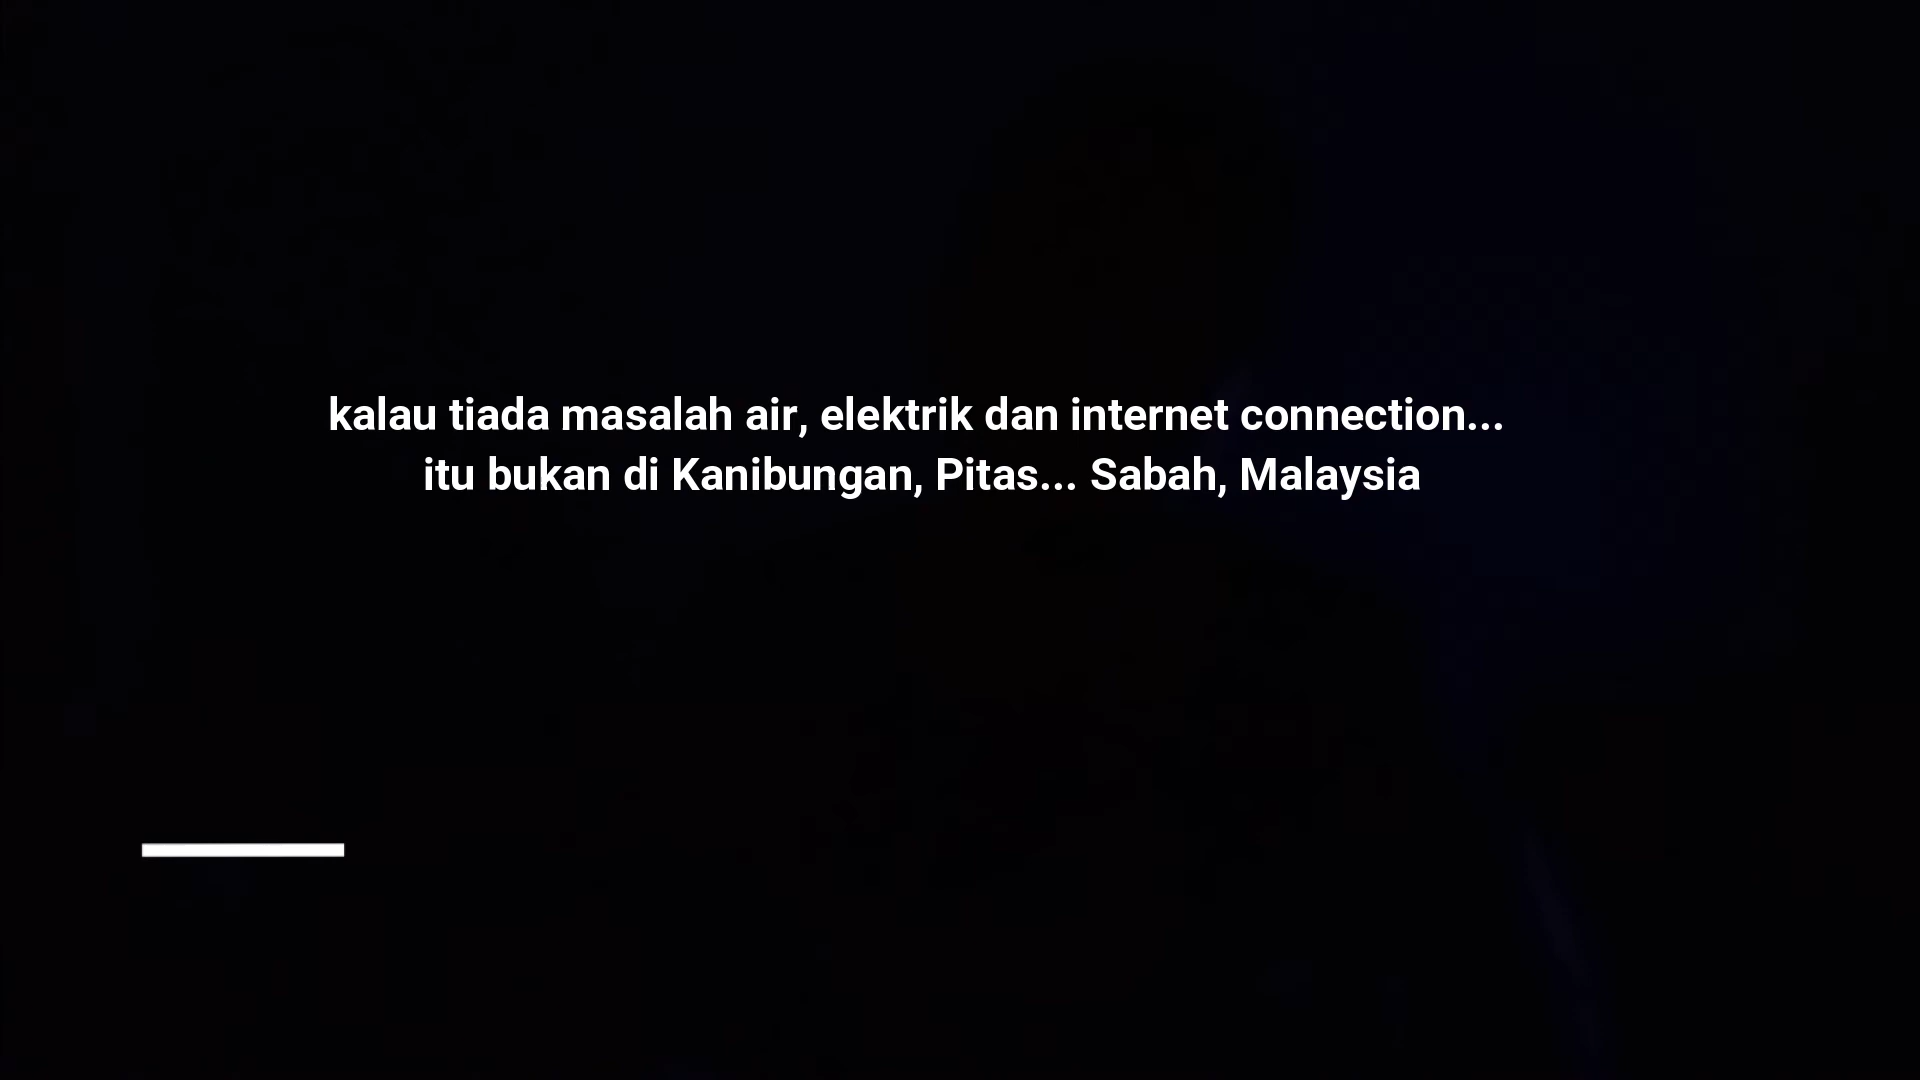 kalau tiada masalah air, elektrik dan internet connection...
itu bukan di Kanibungan, Pitas... Sabah, Malaysia